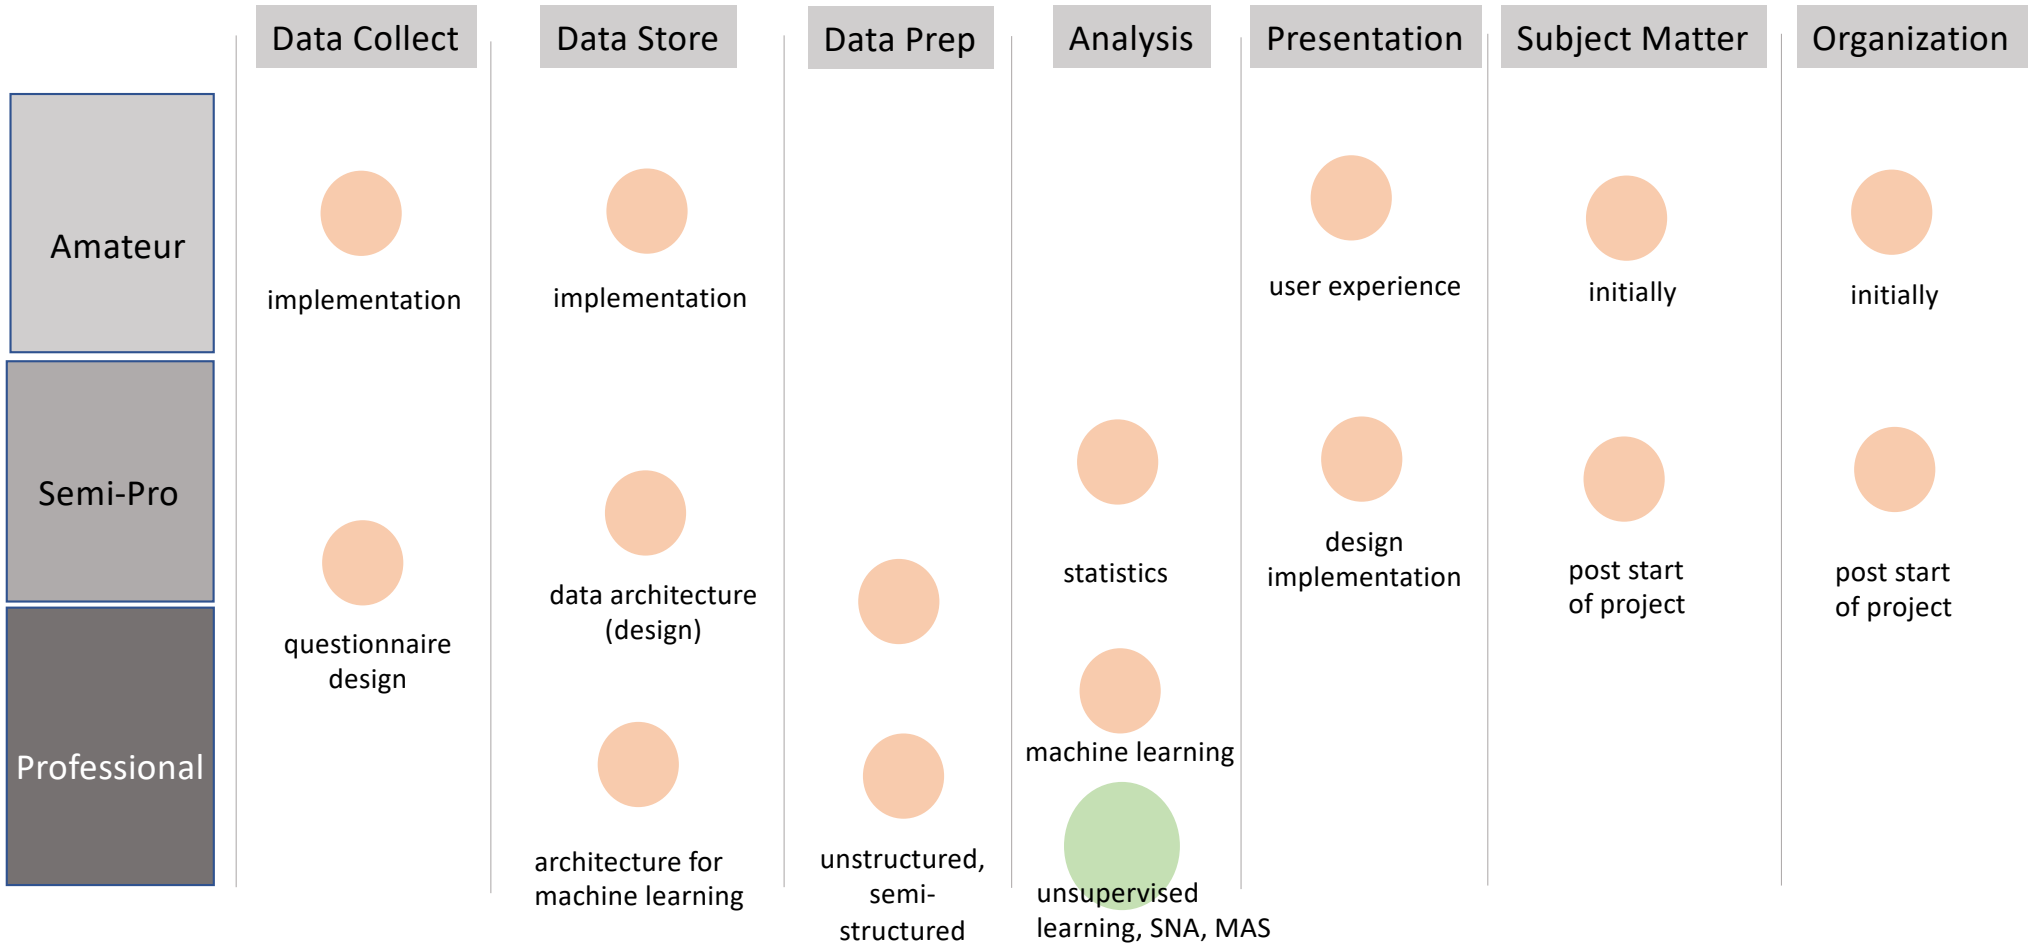 Data Collect
Data Store
Data Prep
Analysis
Presentation
Subject Matter
Organization
Amateur
implementation
implementation
user experience
initially
initially
Semi-Pro
questionnaire
design
data architecture
(design)
statistics
design
implementation
post start
of project
post start
of project
Professional
architecture for
machine learning
unstructured,
semi-
structured
machine learning
unsupervised
learning, SNA, MAS